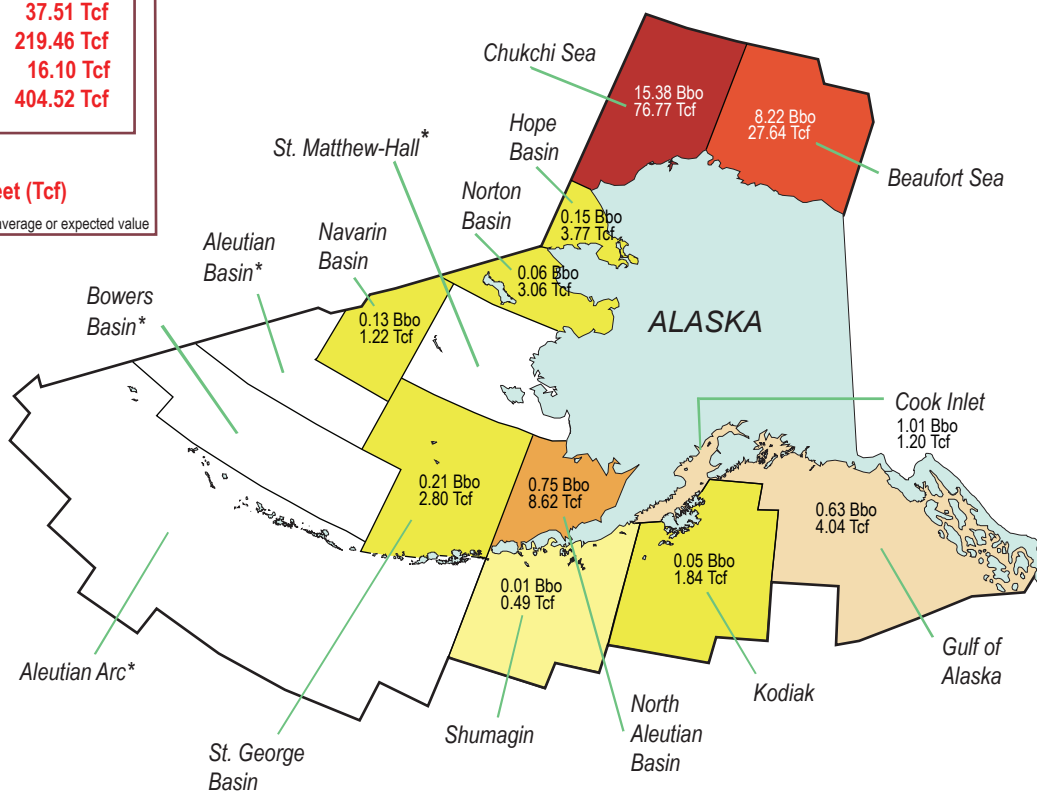 37.51 Tcf
219.46 Tcf
16.10 Tcf
404.52 Tcf
(Tcf)
average or expected value
Chukchi Sea
15.38 Bbo
76.77 Tcf
8.22 Bbo
27.64 Tcf
Beaufort Sea
Hope
Basin
0.15 Bbo
3.77 Tcf
St. Matthew-Hall*
Norton
Basin
0.06 Bbo
3.06 Tcf
Navarin
Basin
0.13 Bbo
1.22 Tcf
Aleutian
Basin*
Bowers
Basin*
ALASKA
Cook Inlet
1.01 Bbo
1.20 Tcf
0.21 Bbo
2.80 Tcf
0.75 Bbo
8.62 Tcf
0.63 Bbo
4.04 Tcf
0.01 Bbo
0.49 Tcf
0.05 Bbo
1.84 Tcf
Aleutian Arc*
St. George
Basin
Shumagin
North
Aleutian
Basin
Kodiak
Gulf of
Alaska